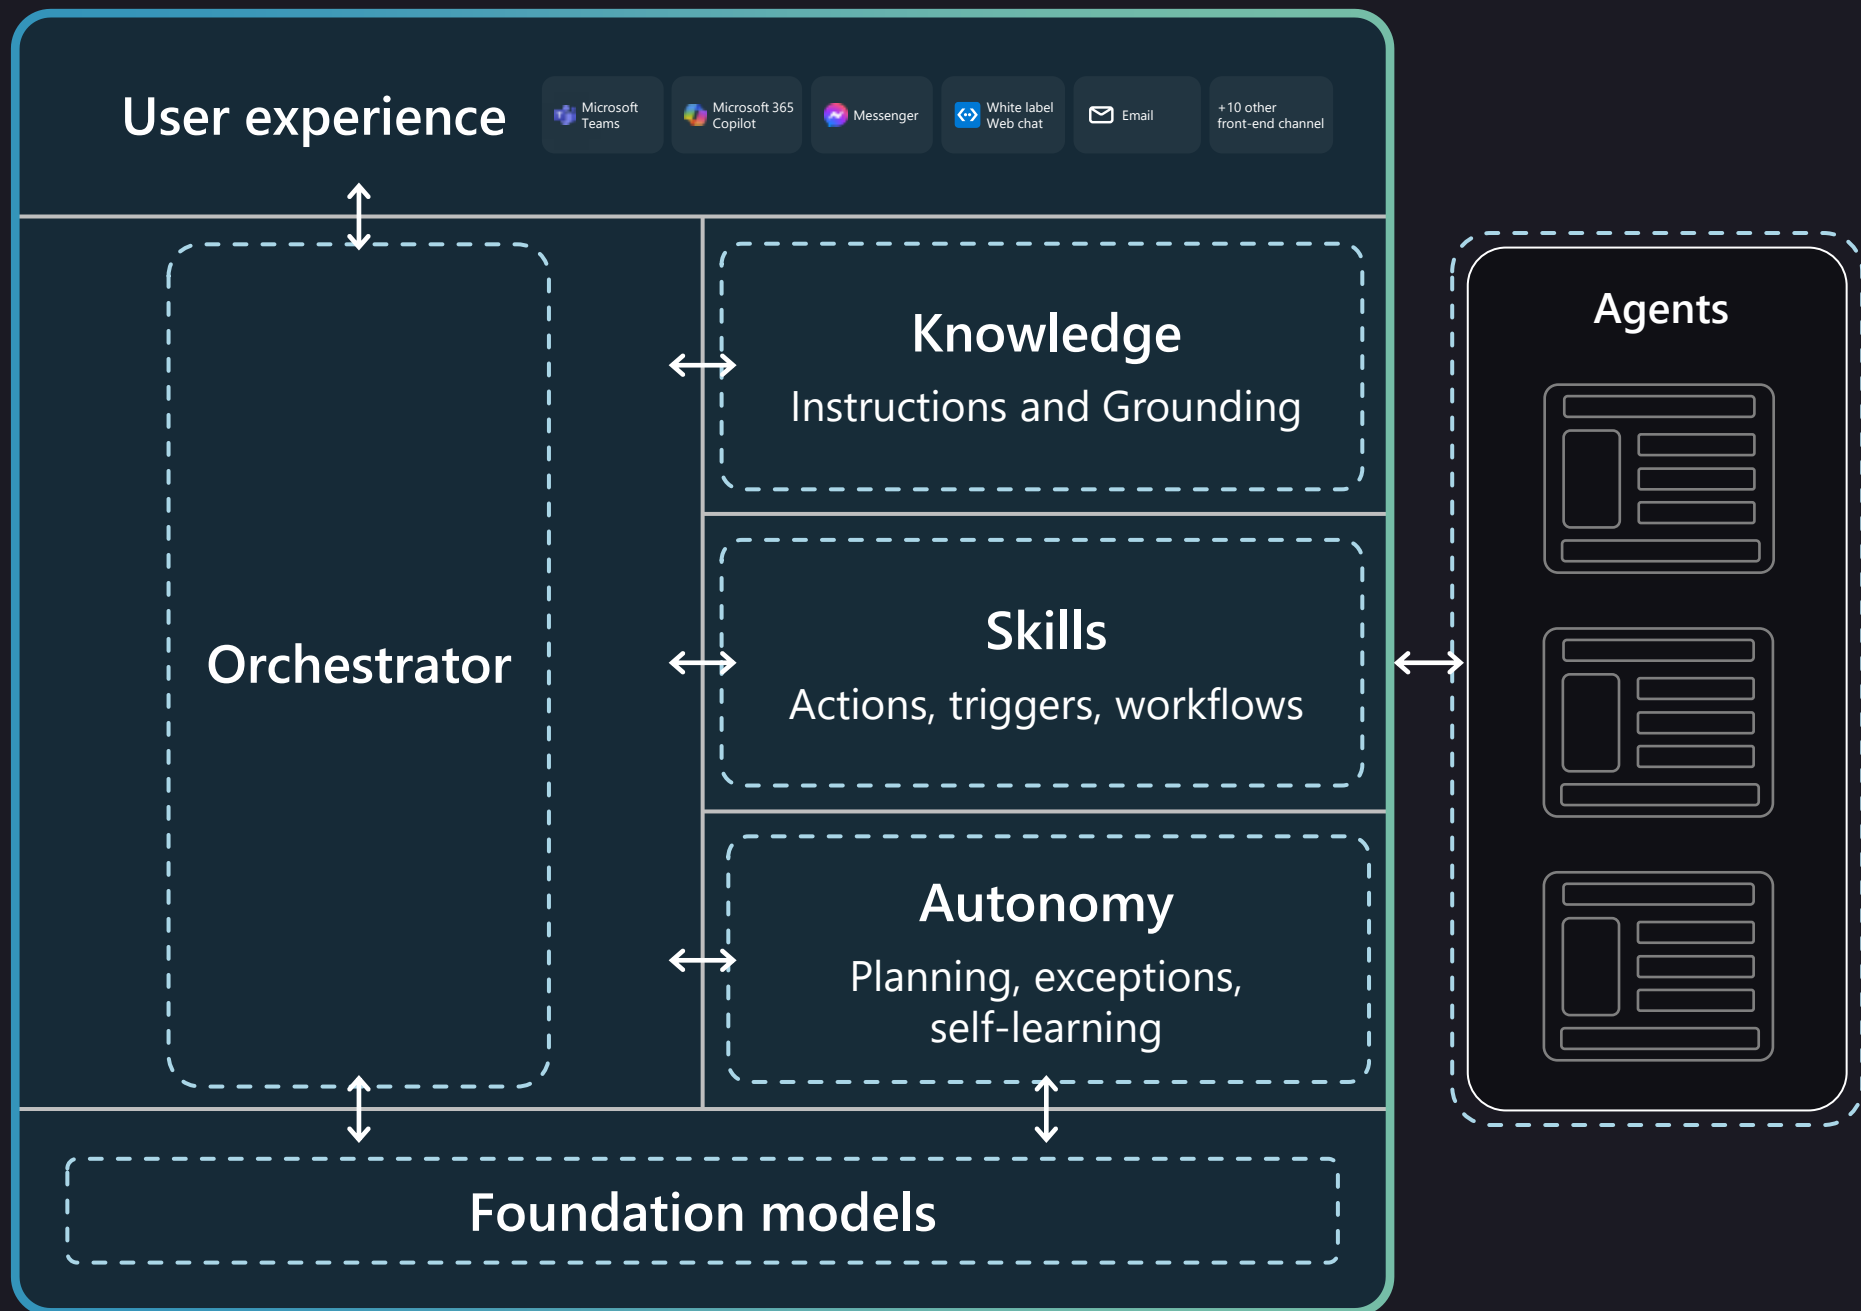 User experience
Microsoft
Teams
Microsoft 365
Copilot
Messenger
White label
Web chat
Email
+10 other
front-end channel
Orchestrator
Knowledge
Instructions and Grounding
Skills
Actions, triggers, workflows
Autonomy
Planning, exceptions,
self-learning
Foundation models
Agents